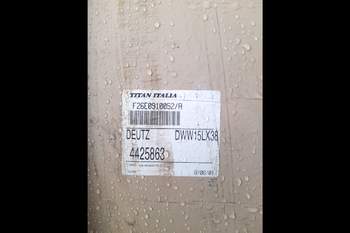 TITAN ITALIA
F26E0910052/A
DEUTZ DWW15LX38
4425863